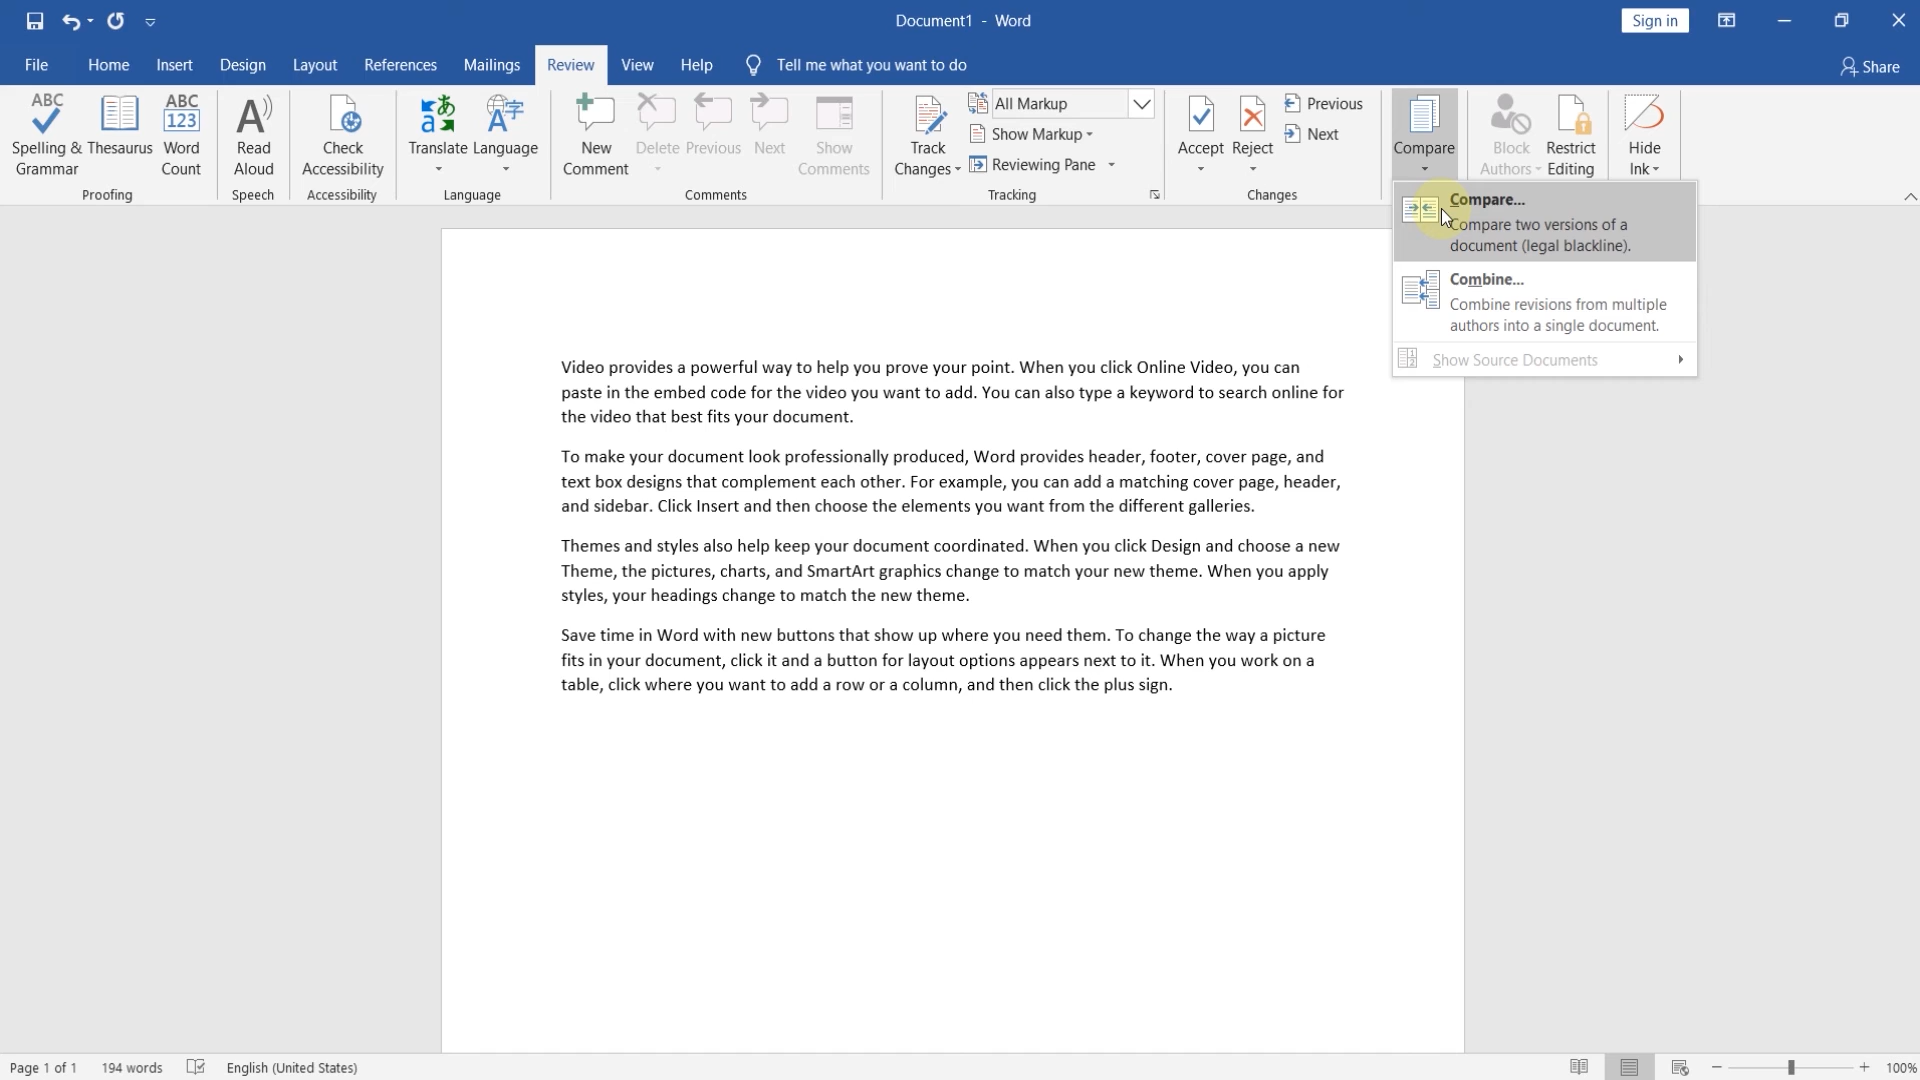 Document1 - Word
Sign in
File Home Insert Design Layout References Mailings Review View Help Tell me what you want to do
Share
ABC
Spelling & Grammar
Thesaurus
ABC
123
Word Count
Proofing
A
Read Aloud
Speech
Check Accessibility
Accessibility
a あ
Translate
A 字
Language
Language
New Comment
Delete
Previous
Next
Show Comments
Comments
Track Changes
All Markup
Show Markup
Reviewing Pane
Tracking
Accept
Reject
Previous
Next
Changes
Compare
Block Authors
Restrict Editing
Hide Ink
Compare...
Compare two versions of a
document (legal blackline).
Combine...
Combine revisions from multiple
authors into a single document.
1
2
Show Source Documents
Video provides a powerful way to help you prove your point. When you click Online Video, you can
paste in the embed code for the video you want to add. You can also type a keyword to search online for
the video that best fits your document.
To make your document look professionally produced, Word provides header, footer, cover page, and
text box designs that complement each other. For example, you can add a matching cover page, header,
and sidebar. Click Insert and then choose the elements you want from the different galleries.
Themes and styles also help keep your document coordinated. When you click Design and choose a new
Theme, the pictures, charts, and SmartArt graphics change to match your new theme. When you apply
styles, your headings change to match the new theme.
Save time in Word with new buttons that show up where you need them. To change the way a picture
fits in your document, click it and a button for layout options appears next to it. When you work on a
table, click where you want to add a row or a column, and then click the plus sign.
Page 1 of 1 194 words English (United States) 100%